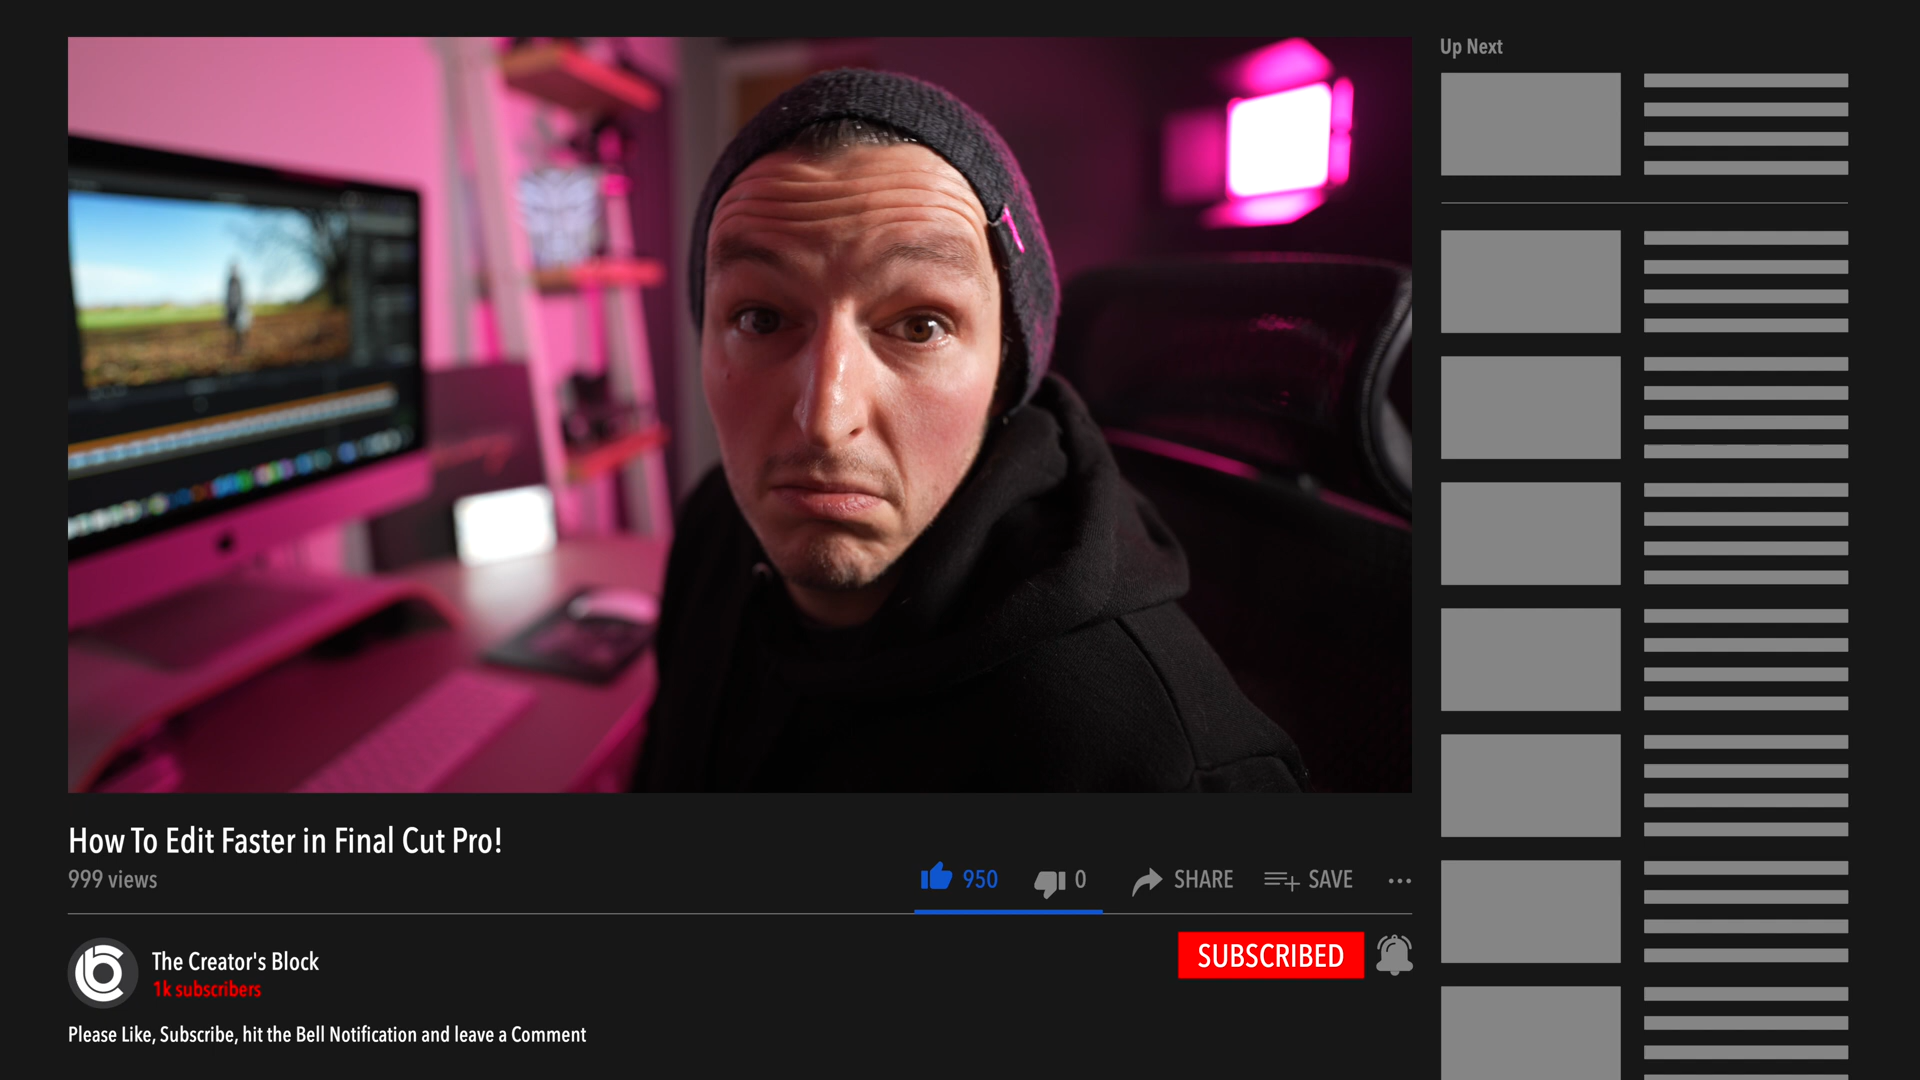 Up Next
How To Edit Faster in Final Cut Pro!
999 views
950 0 SHARE SAVE
The Creator's Block
1k subscribers
SUBSCRIBED
Please Like, Subscribe, hit the Bell Notification and leave a Comment